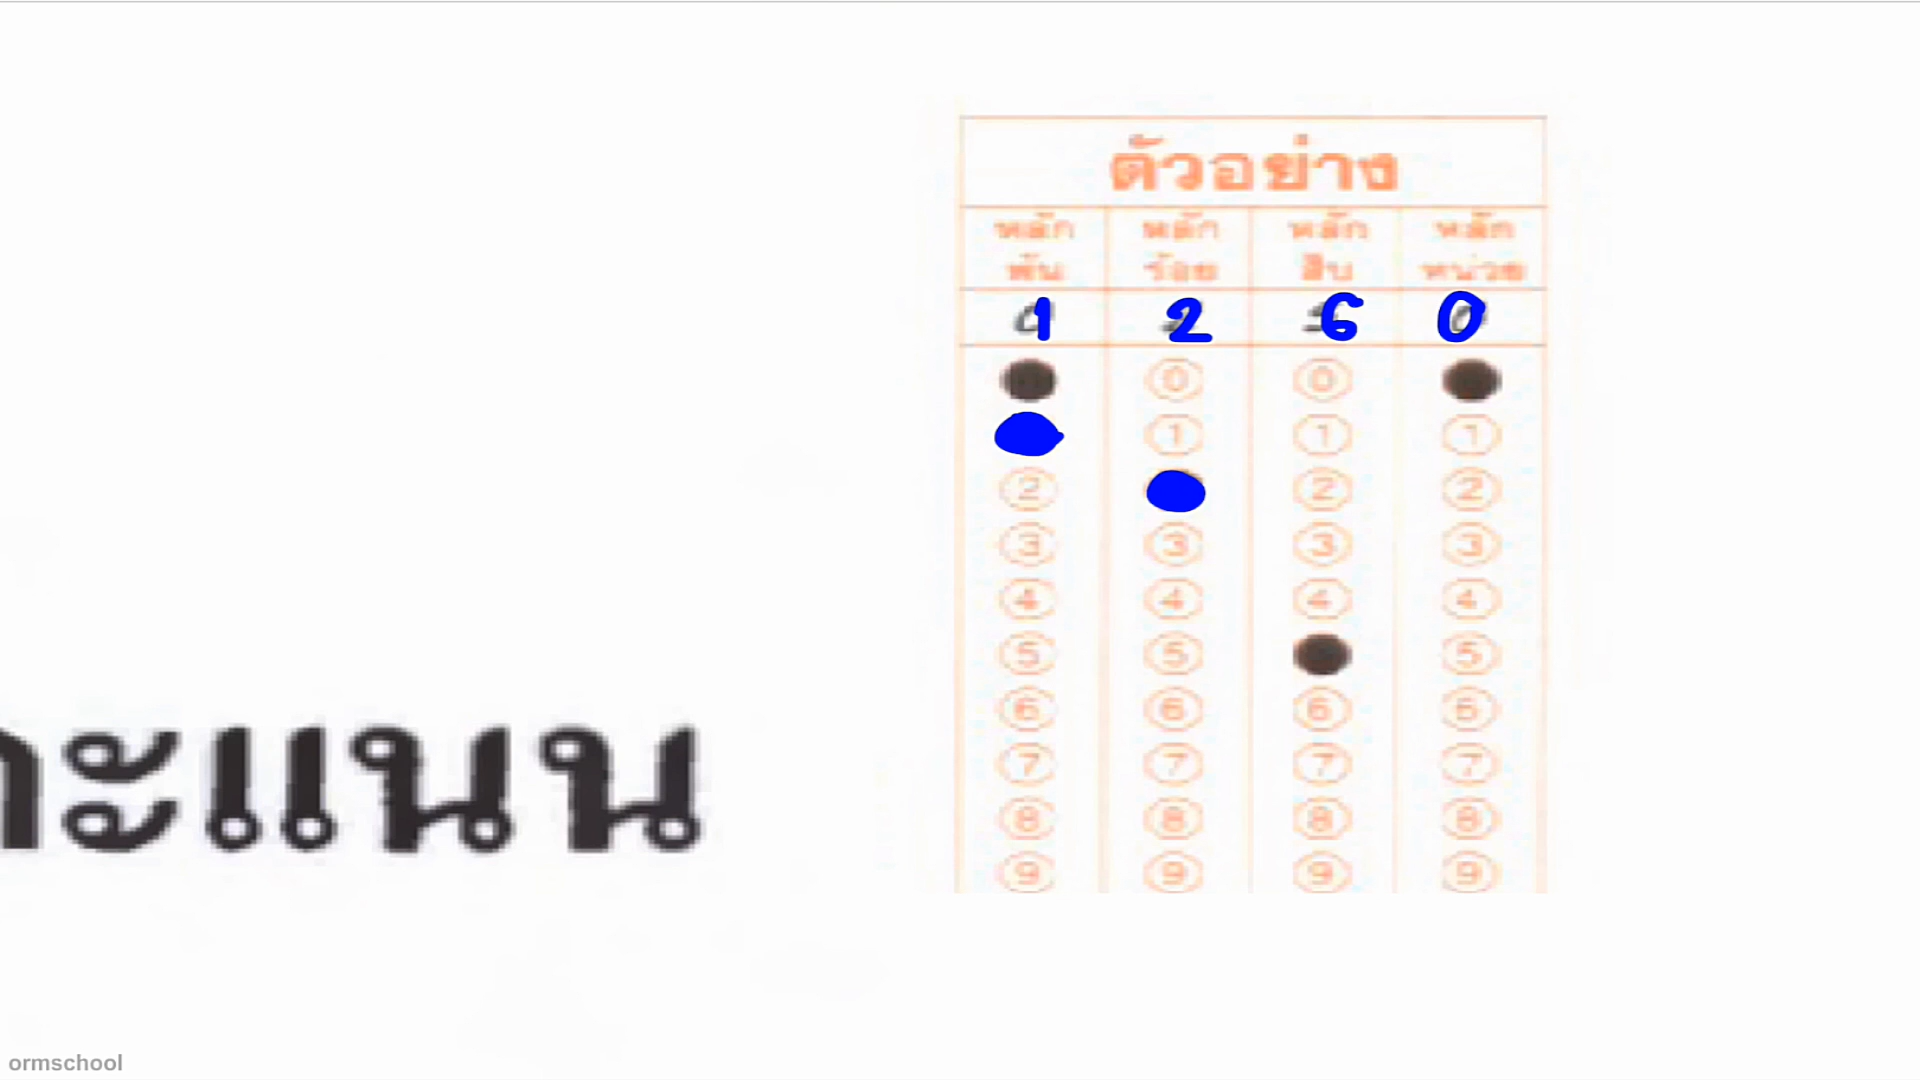 ตัวอย่าง
หลัก หลัก หลัก หลัก
พัน ร้อย สิบ หน่วย
1 2 6 0
0 0
1 1 1
2 2 2
3 3 3 3
4 4 4 4
5 5 5
6 6 6 6
7 7 7 7
ะแนน
8 8 8 8
9 9 9 9
ormschool